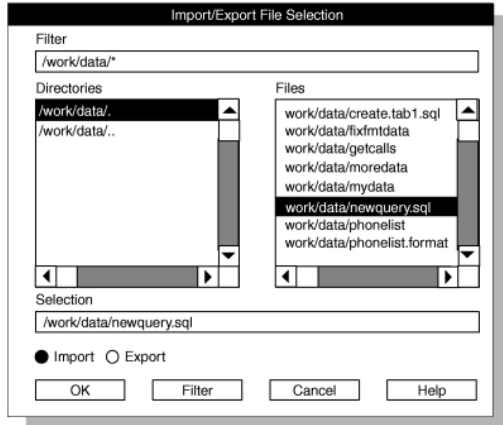 Import/Export File Selection
Filter
/work/data/*
Directories
/work/data/.
/work/data/..
Files
work/data/create.tab1.sql
work/data/fixfmtdata
work/data/getcalls
work/data/moredata
work/data/mydata
work/data/newquery.sql
work/data/phonelist
work/data/phonelist.format
Selection
/work/data/newquery.sql
Import Export
OK Filter Cancel Help